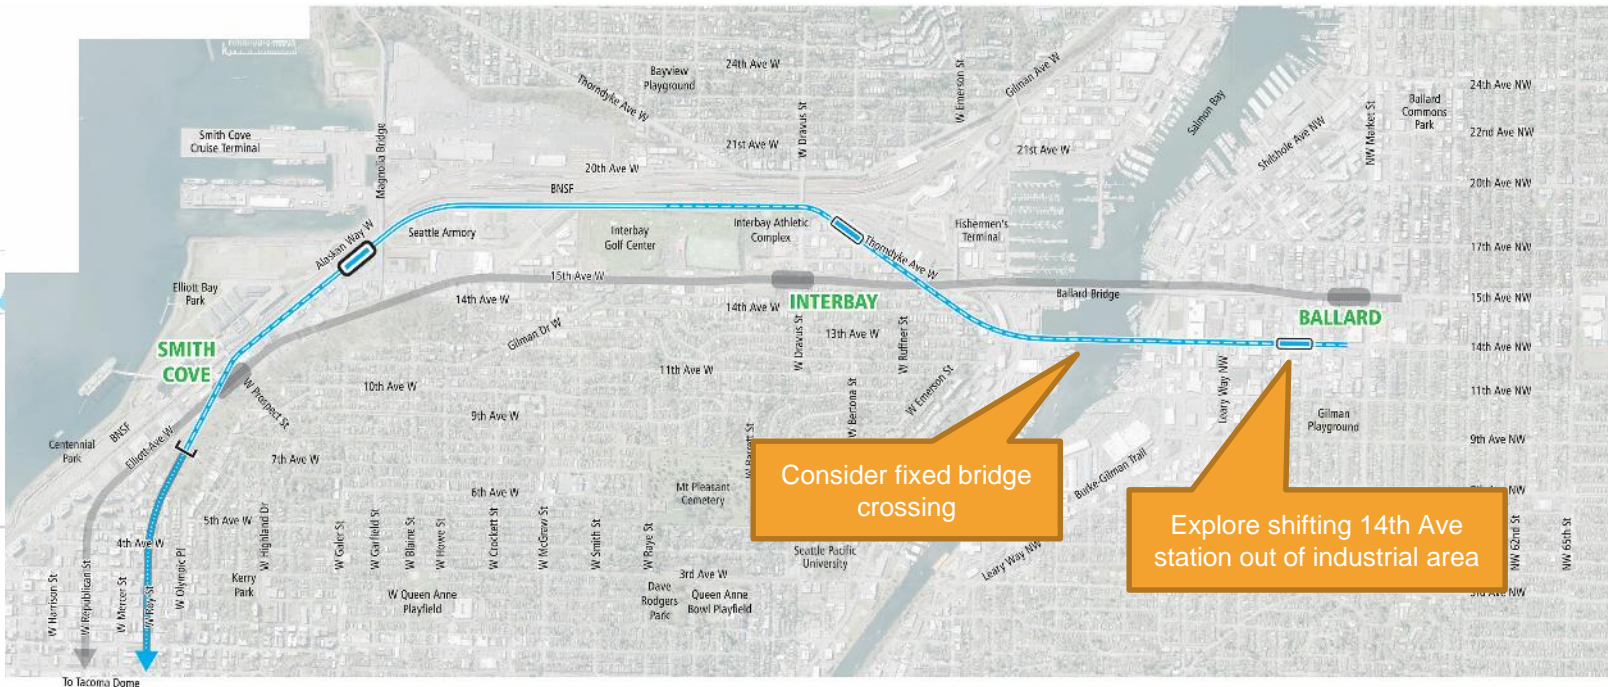 24th Ave W
Bayview
Playground
Thorndyke Ave W
W Emerson St
Gilman Ave W
Salmon Bay
24th Ave NW
Ballard
Commons
Park
NW Market St
22nd Ave NW
Shilshole Ave NW
Smith Cove
Cruise Terminal
Magnolia Bridge
W Dravus St
21st Ave W
21st Ave W
20th Ave W
BNSF
20th Ave NW
Alaskan Way W
Seattle Armory
Interbay
Golf Center
Interbay Athletic
Complex
Thorndyke Ave W
Fishermen's
Terminal
17th Ave NW
Elliott Bay
Park
15th Ave W
14th Ave W
14th Ave W
INTERBAY
Ballard Bridge
15th Ave NW
BALLARD
Gilman Dr W
W Dravus St
13th Ave W
W Ruffner St
14th Ave NW
SMITH
COVE
W Prospect St
10th Ave W
11th Ave W
W Emerson St
Leary Way NW
11th Ave NW
9th Ave W
W Bertona St
Gilman
Playground
Centennial
Park
BNSF
Elliott Ave W
7th Ave W
W Barrett St
9th Ave NW
Consider fixed bridge
crossing
Burke-Gilman Trail
6th Ave W
Mt Pleasant
Cemetery
Explore shifting 14th Ave
station out of industrial area
5th Ave W
W Highland Dr
W Galer St
W Garfield St
W Blaine St
W Howe St
W Crockett St
W McGrew St
W Smith St
W Raye St
NW 62nd St
NW 65th St
4th Ave W
Seattle Pacific
University
Leary Way NW
W Harrison St
W Republican St
W Mercer St
W Roy St
W Olympic Pl
Kerry
Park
W Queen Anne
Playfield
3rd Ave W
Dave
Rodgers
Park
Queen Anne
Bowl Playfield
3rd Ave NW
To Tacoma Dome